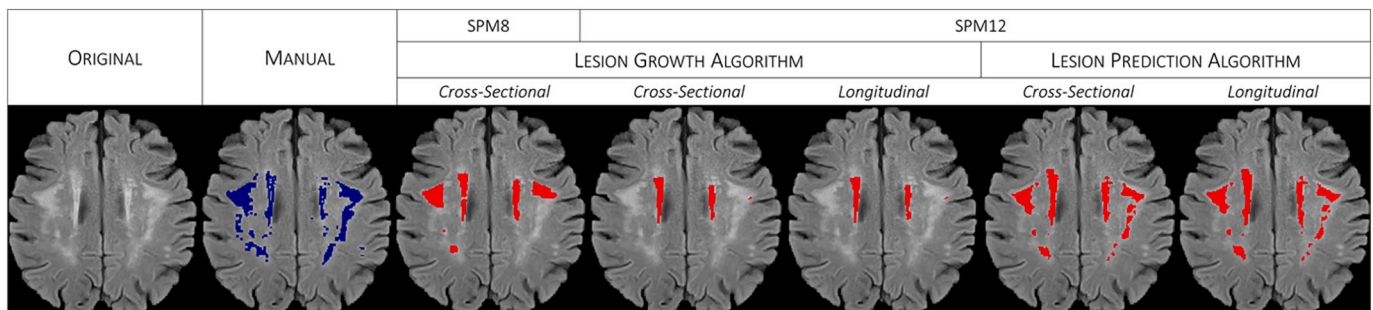 SPM8 SPM12
ORIGINAL MANUAL LESION GROWTH ALGORITHM LESION PREDICTION ALGORITHM
Cross-Sectional Cross-Sectional Longitudinal Cross-Sectional Longitudinal